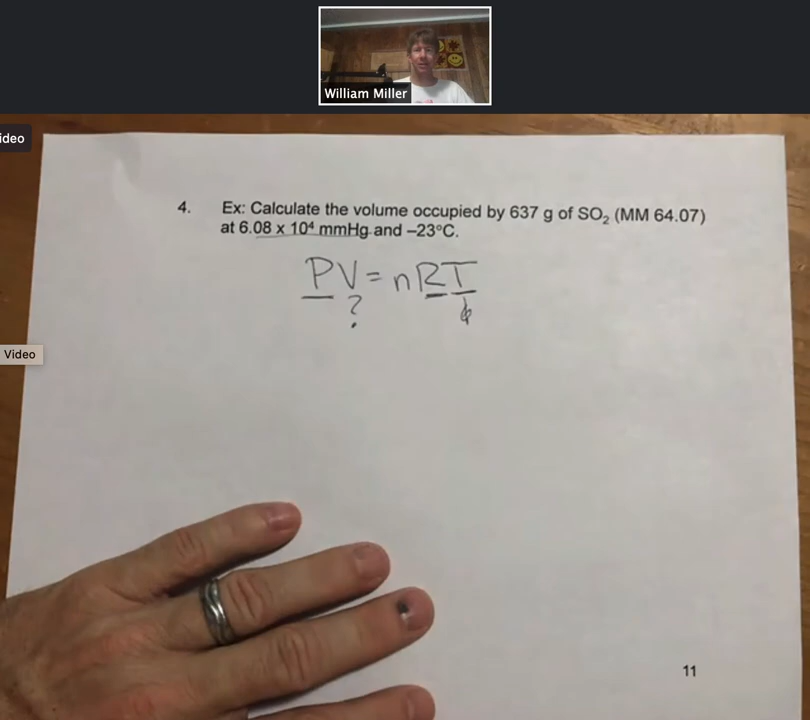 William Miller
ideo
4. Ex: Calculate the volume occupied by 637 g of SO₂ (MM 64.07)
at 6.08 x 10⁴ mmHg and –23ºC.
PV = nRT
?
Video
11